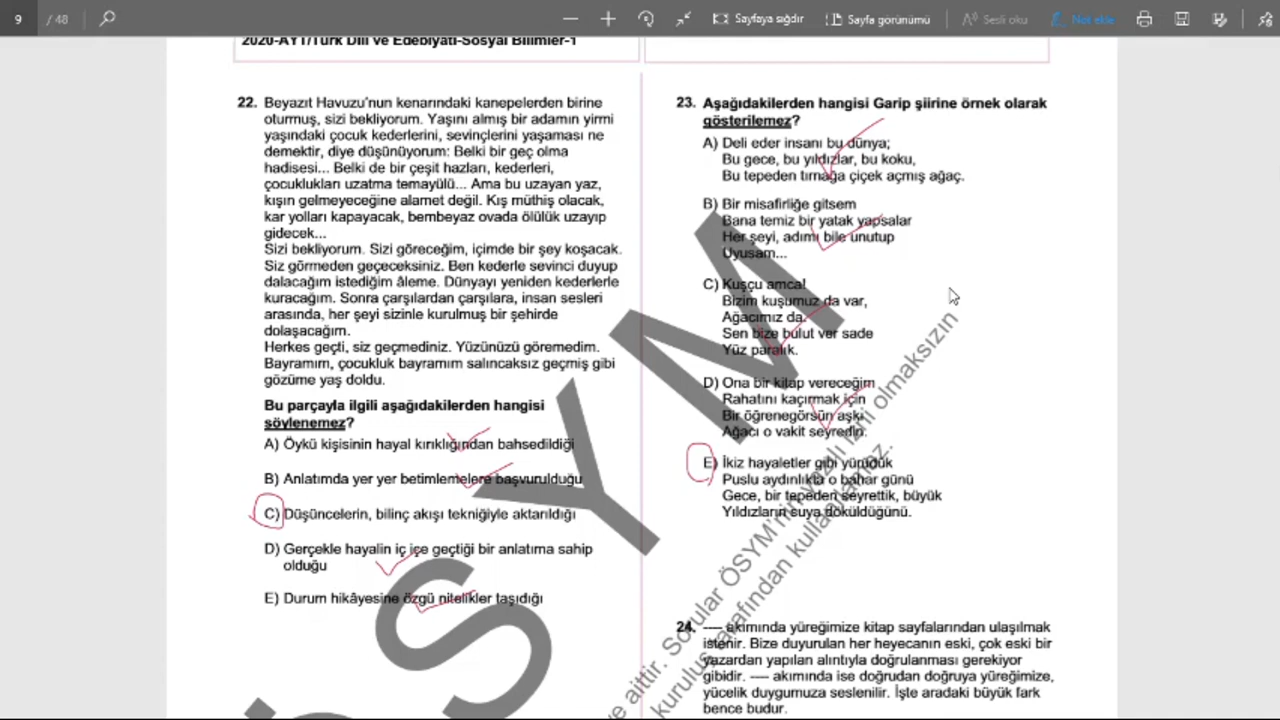 9 / 48
Sayfaya sığdır
Sayfa görünümü
Sesli oku
Not ekle
2020-AYT/Türk Dili ve Edebiyatı-Sosyal Bilimler-1
22. Beyazıt Havuzu'nun kenarındaki kanepelerden birine
oturmuş, sizi bekliyorum. Yaşını almış bir adamın yirmi
yaşındaki çocuk kederlerini, sevinçlerini yaşaması ne
demektir, diye düşünüyorum: Belki bir geç olma
hadisesi... Belki de bir çeşit hazları, kederleri,
çocuklukları uzatma temayülü... Ama bu uzayan yaz,
kışın gelmeyeceğine alamet değil. Kış müthiş olacak,
kar yolları kapayacak, bembeyaz ovada ölülük uzayıp
gidecek...
Sizi bekliyorum. Sizi göreceğim, içimde bir şey koşacak.
Siz görmeden geçeceksiniz. Ben kederle sevinci duyup
dalacağım istediğim âleme. Dünyayı yeniden kederlerle
kuracağım. Sonra çarşılardan çarşılara, insan sesleri
arasında, her şeyi sizinle kurulmuş bir şehirde
dolaşacağım.
Herkes geçti, siz geçmediniz. Yüzünüzü göremedim.
Bayramım, çocukluk bayramım salıncaksız geçmiş gibi
gözüme yaş doldu.
Bu parçayla ilgili aşağıdakilerden hangisi
söylenemez?
A) Öykü kişisinin hayal kırıklığından bahsedildiği
B) Anlatımda yer yer betimlemelere başvurulduğu
C) Düşüncelerin, bilinç akışı tekniğiyle aktarıldığı
D) Gerçekle hayalin iç içe geçtiği bir anlatıma sahip
olduğu
E) Durum hikâyesine özgü nitelikler taşıdığı
23. Aşağıdakilerden hangisi Garip şiirine örnek olarak
gösterilemez?
A) Deli eder insanı bu dünya;
Bu gece, bu yıldızlar, bu koku,
Bu tepeden tırnağa çiçek açmış ağaç.
B) Bir misafirliğe gitsem
Bana temiz bir yatak yapsalar
Her şeyi, adımı bile unutup
Uyusam...
C) Kuşçu amca!
Bizim kuşumuz da var,
Ağacımız da.
Sen bize bulut ver sade
Yüz paralık.
D) Ona bir kitap vereceğim
Rahatını kaçırmak için
Bir öğrenegörsün aşkı
Ağacı o vakit seyredin.
E) İkiz hayaletler gibi yürüdük
Puslu aydınlıkta o bahar günü
Gece, bir tepeden seyrettik, büyük
Yıldızların suya döküldüğünü.
24. ---- akımında yüreğimize kitap sayfalarından ulaşılmak
istenir. Bize duyurulan her heyecanın eski, çok eski bir
yazardan yapılan alıntıyla doğrulanması gerekiyor
gibidir. ---- akımında ise doğrudan doğruya yüreğimize,
yücelik duygumuza seslenilir. İşte aradaki büyük fark
bence budur.
ÖSYM
aittir. Sorular ÖSYM'nin yazılı izni olmaksızın
kuruluş tarafından kullanılamaz.